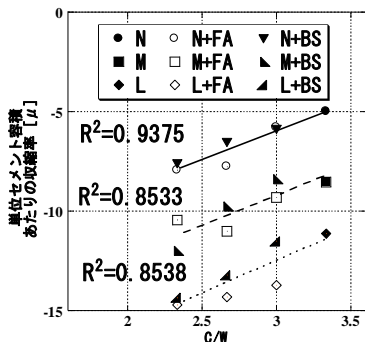 0
N N+FA N+BS
M M+FA M+BS
L L+FA L+BS
-5
R²=0.9375
-10
R²=0.8533
R²=0.8538
-15
2 2.5 3 3.5
C/W
単位セメント容積
あたりの収縮率 [μ]